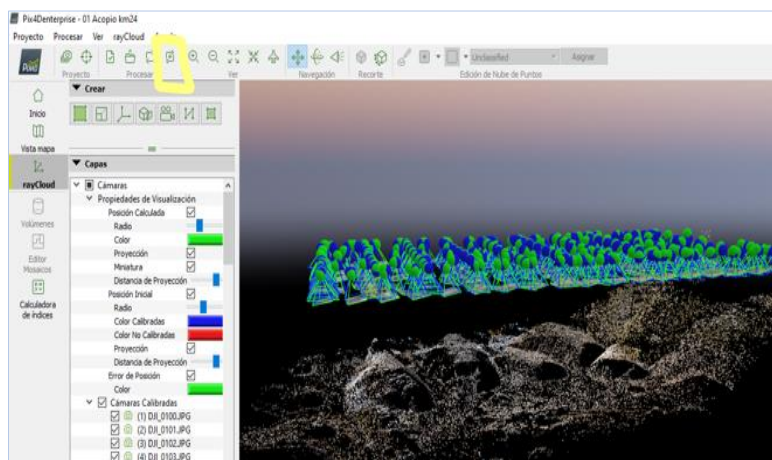 Pix4Denterprise - 01 Acopio km24
Proyecto Procesar Ver rayCloud
Unclassified Asignar
Proyecto Procesar Ver Navegación Recorte Edición de Nube de Puntos
Crear
Inicio
Vista mapa
Capas
rayCloud
Cámaras
Propiedades de Visualización
Posición Calculada
Radio
Volúmenes
Color
Proyección
Editor
Mosaicos
Miniatura
Distancia de Proyección
Posición Inicial
Calculadora
de índices
Radio
Color Calibradas
Color No Calibradas
Proyección
Distancia de Proyección
Error de Posición
Color
Cámaras Calibradas
(1) DJI_0100.JPG
(2) DJI_0101.JPG
(3) DJI_0102.JPG
(4) DJI_0103.JPG